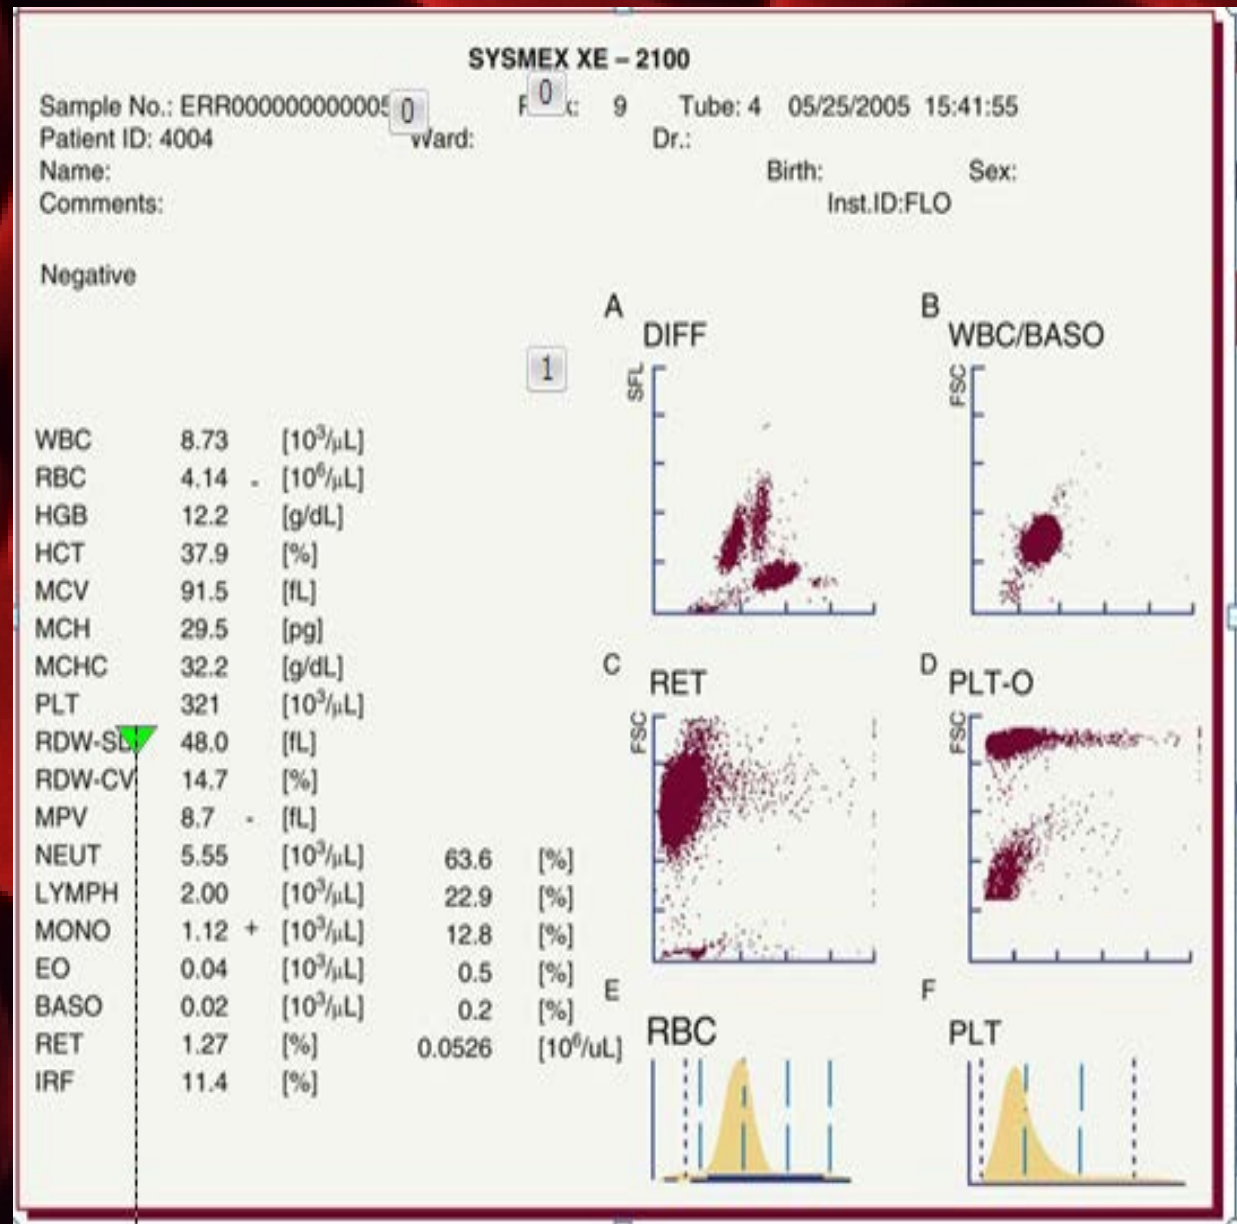 SYSMEX XE – 2100
Sample No.: ERR000000000005 0 0 9 Tube: 4 05/25/2005 15:41:55
Patient ID: 4004 Ward: Dr.:
Name: Birth: Sex:
Comments: Inst.ID:FLO
Negative
1
WBC 8.73 [10³/µL]
RBC 4.14 - [10⁶/µL]
HGB 12.2 [g/dL]
HCT 37.9 [%]
MCV 91.5 [fL]
MCH 29.5 [pg]
MCHC 32.2 [g/dL]
PLT 321 [10³/µL]
RDW-SD 48.0 [fL]
RDW-CV 14.7 [%]
MPV 8.7 - [fL]
NEUT 5.55 [10³/µL] 63.6 [%]
LYMPH 2.00 [10³/µL] 22.9 [%]
MONO 1.12 + [10³/µL] 12.8 [%]
EO 0.04 [10³/µL] 0.5 [%]
BASO 0.02 [10³/µL] 0.2 [%]
RET 1.27 [%] 0.0526 [10⁶/uL]
IRF 11.4 [%]
A
DIFF
SFL
B
WBC/BASO
FSC
C
RET
FSC
D
PLT-O
FSC
E
RBC
F
PLT